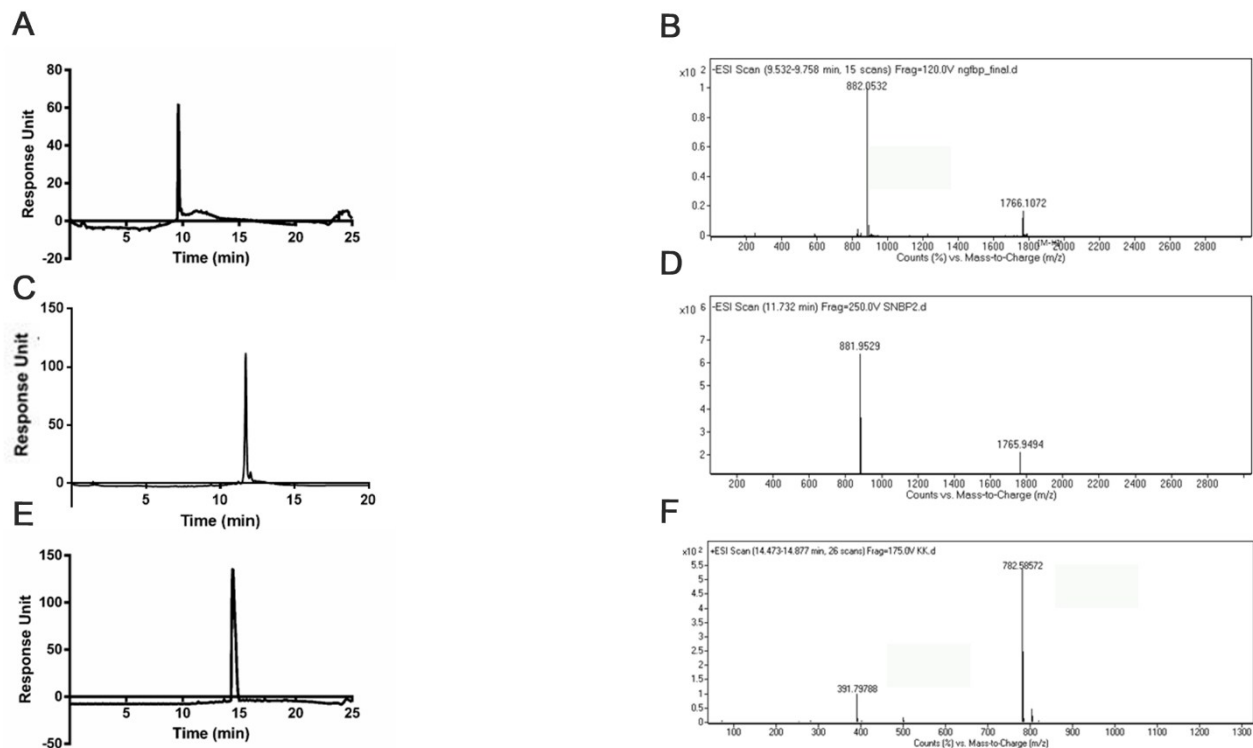 A
80
60
40
20
0
-20
5
10
15
20
25
Response Unit
Time (min)
B
x10 2
-ESI Scan (9.532-9.758 min, 15 scans) Frag=120.0V ngfbp_final.d
1
0.8
0.6
0.4
0.2
0
882.0532
1766.1072
200 400 600 800 1000 1200 1400 1600 1800 2000 2200 2400 2600 2800
Counts (%) vs. Mass-to-Charge (m/z)
C
150
100
50
0
5
10
15
20
Response Unit
Time (min)
D
x10 6
-ESI Scan (11.732 min) Frag=250.0V SNBP2.d
7
6
5
4
3
2
881.9529
1765.9494
200 400 600 800 1000 1200 1400 1600 1800 2000 2200 2400 2600 2800
Counts vs. Mass-to-Charge (m/z)
E
150
100
50
0
-50
5
10
15
20
25
Response Unit
Time (min)
F
x10 2
+ESI Scan (14.473-14.877 min, 26 scans) Frag=175.0V KK.d
5.5
5
4.5
4
3.5
3
2.5
2
1.5
1
0.5
0
782.58572
391.79788
100 200 300 400 500 600 700 800 900 1000 1100 1200 1300
Counts (%) vs. Mass-to-Charge (m/z)